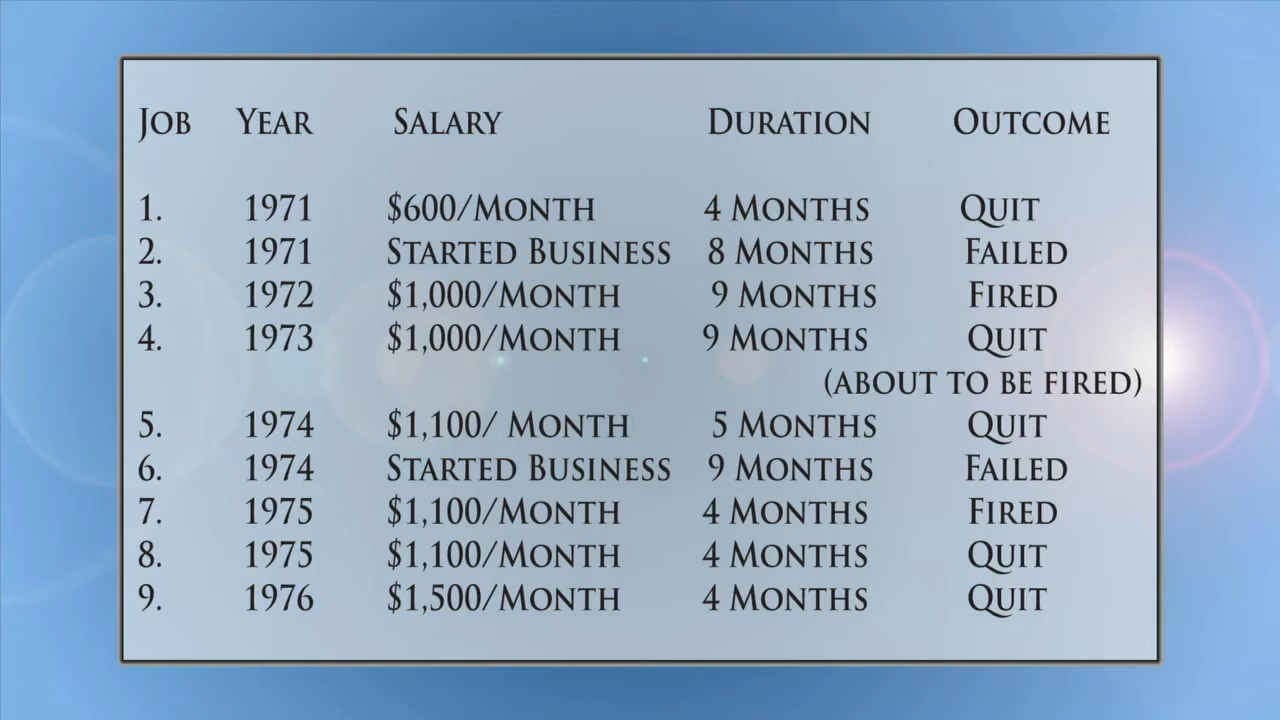 Job Year Salary Duration Outcome
1. 1971 $600/Month 4 Months Quit
2. 1971 Started Business 8 Months Failed
3. 1972 $1,000/Month 9 Months Fired
4. 1973 $1,000/Month 9 Months Quit
(about to be fired)
5. 1974 $1,100/ Month 5 Months Quit
6. 1974 Started Business 9 Months Failed
7. 1975 $1,100/Month 4 Months Fired
8. 1975 $1,100/Month 4 Months Quit
9. 1976 $1,500/Month 4 Months Quit